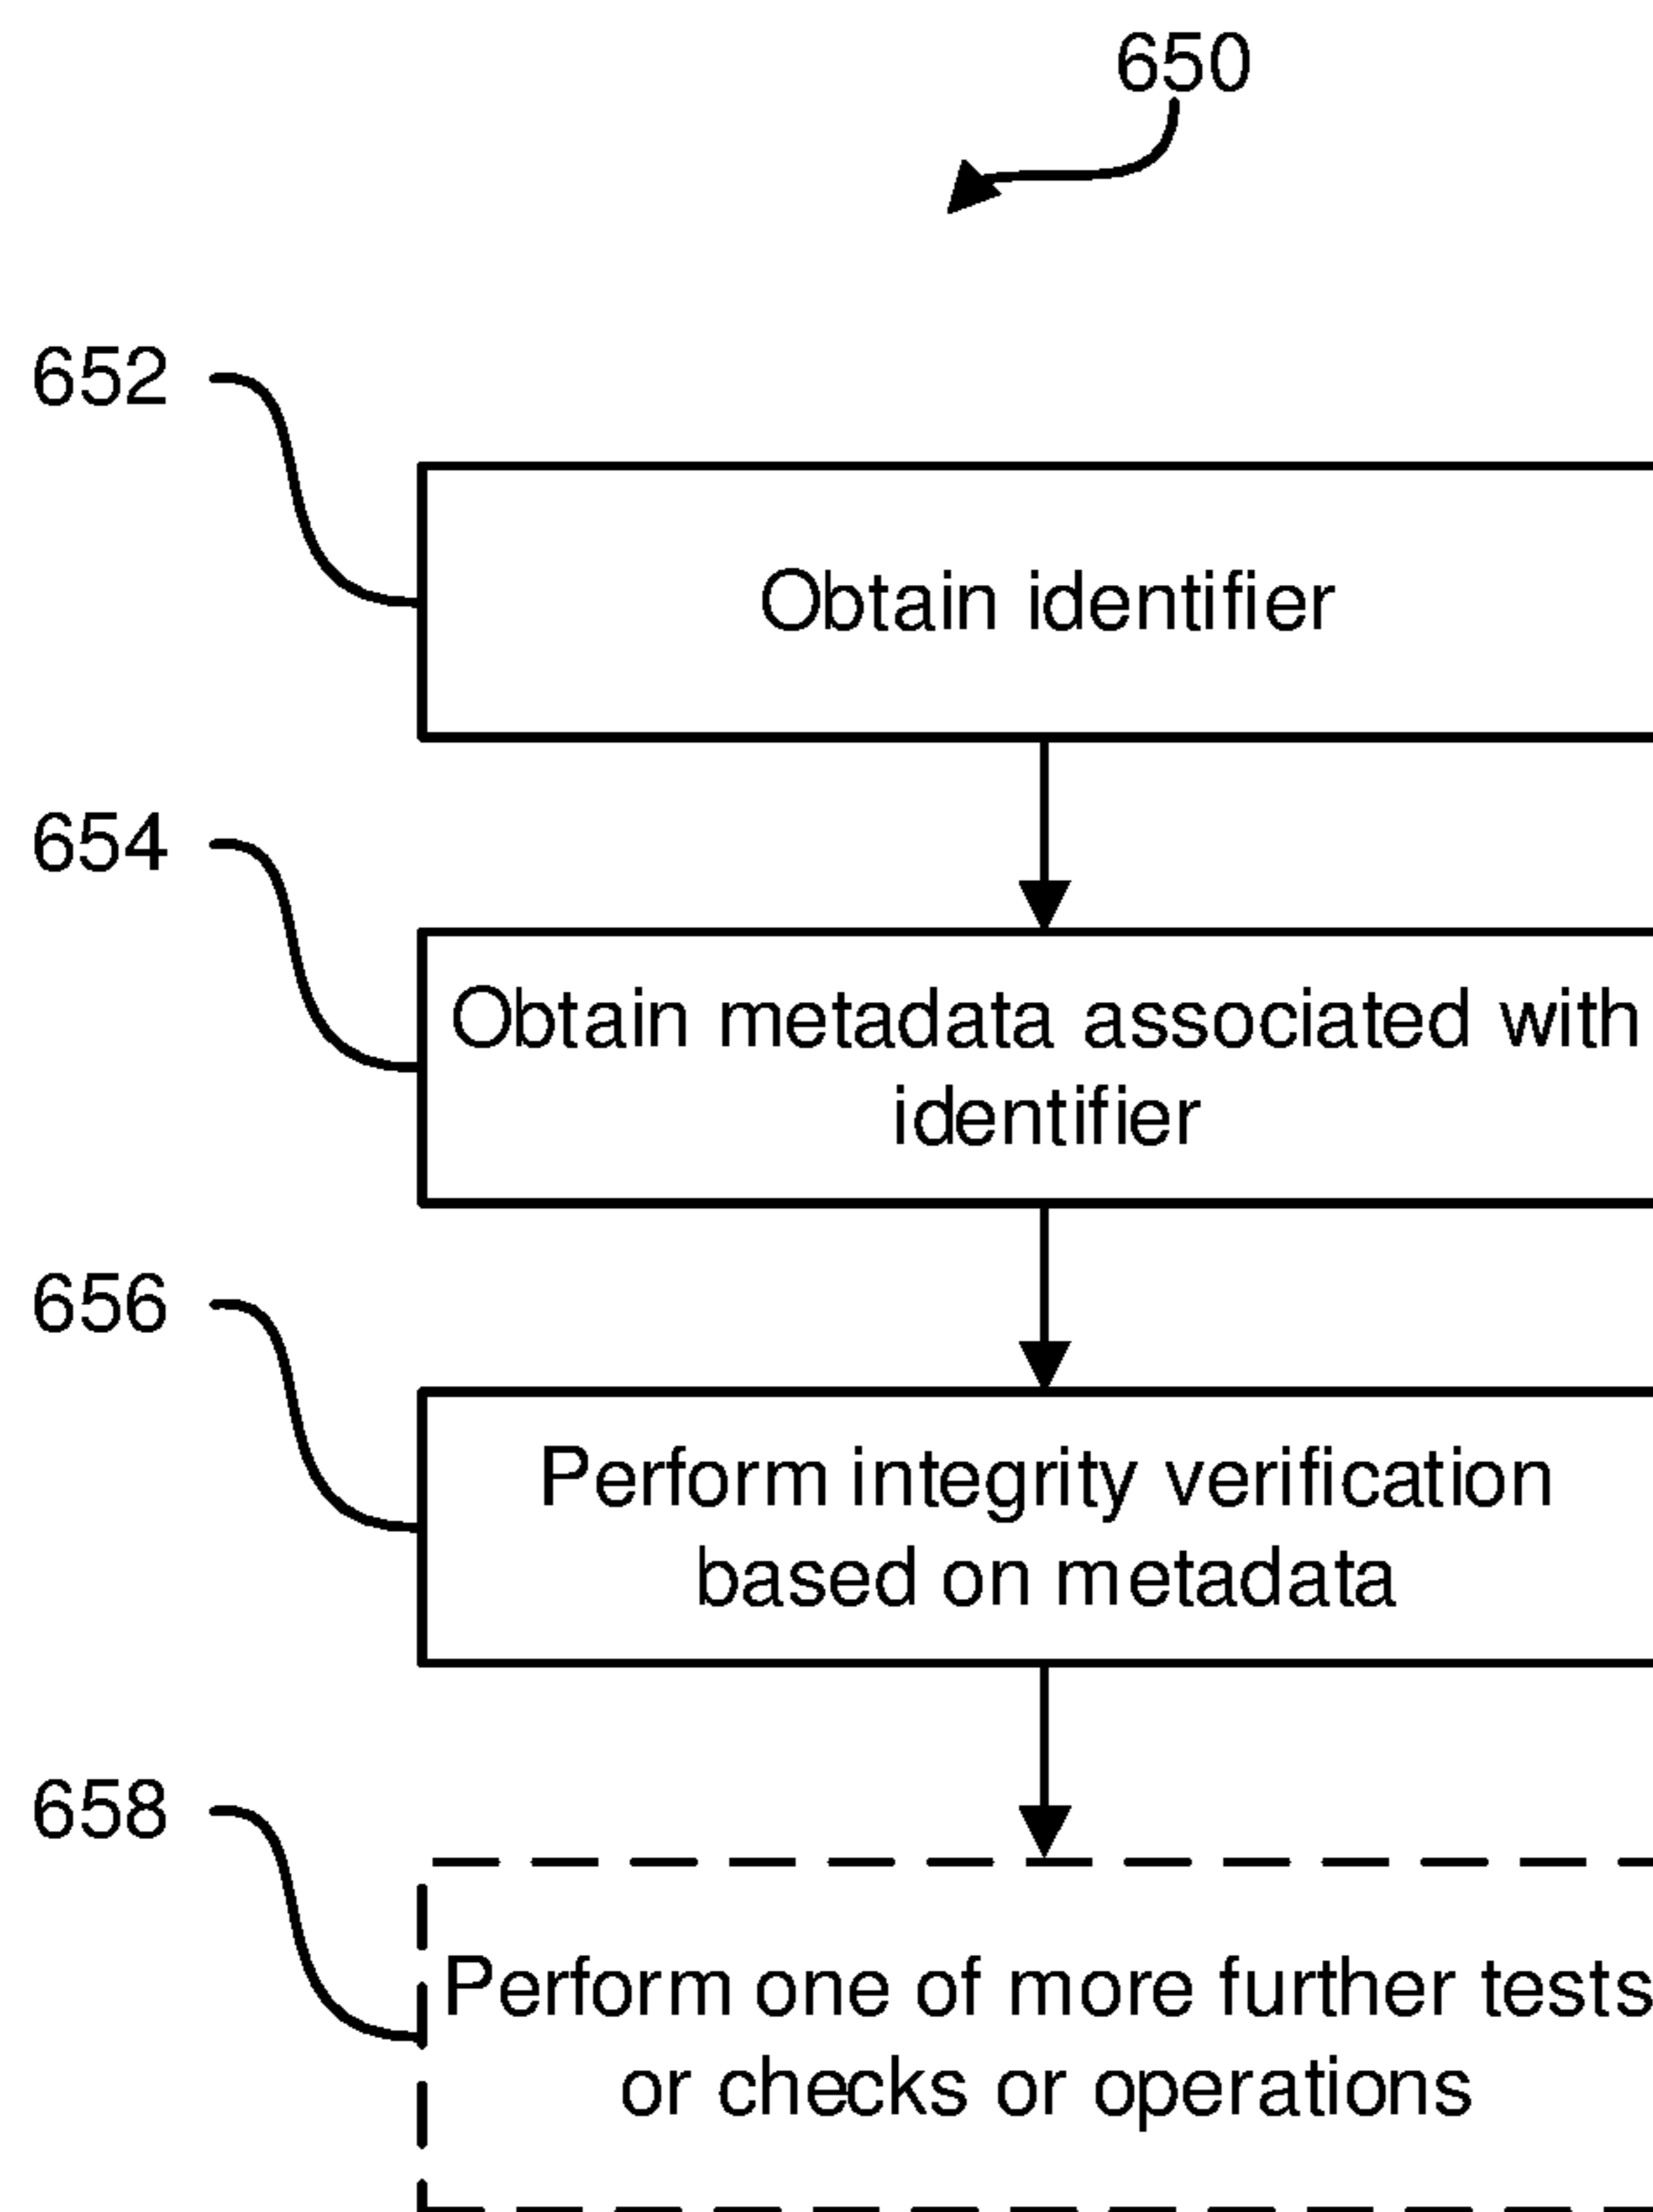 650
652
Obtain identifier
654
Obtain metadata associated with
identifier
656
Perform integrity verification
based on metadata
658
Perform one of more further tests
or checks or operations